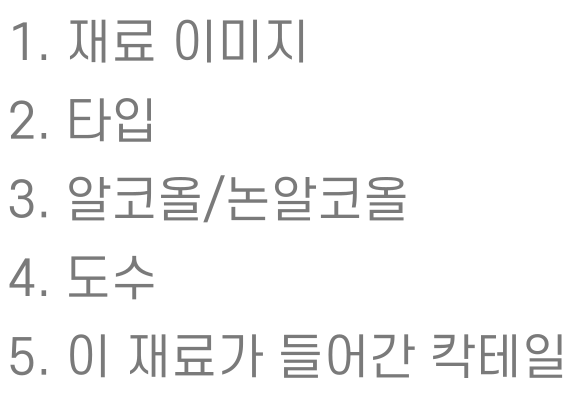 1. 재료 이미지
2. 타입
3. 알코올/논알코올
4. 도수
5. 이 재료가 들어간 칵테일